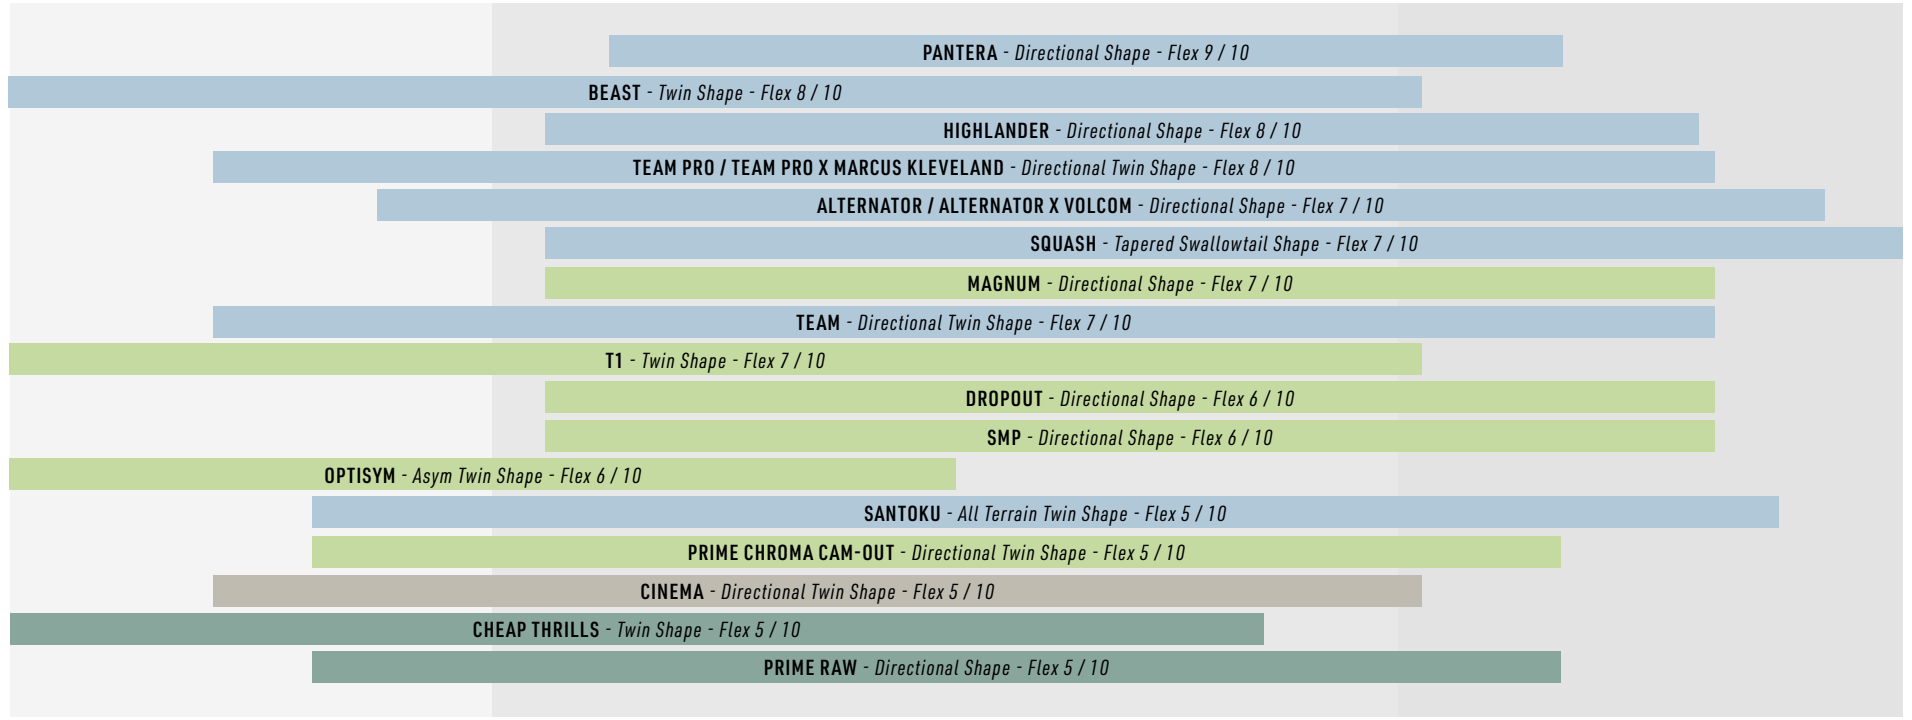 PANTERA - Directional Shape - Flex 9 / 10
BEAST - Twin Shape - Flex 8 / 10
HIGHLANDER - Directional Shape - Flex 8 / 10
TEAM PRO / TEAM PRO X MARCUS KLEVELAND - Directional Twin Shape - Flex 8 / 10
ALTERNATOR / ALTERNATOR X VOLCOM - Directional Shape - Flex 7 / 10
SQUASH - Tapered Swallowtail Shape - Flex 7 / 10
MAGNUM - Directional Shape - Flex 7 / 10
TEAM - Directional Twin Shape - Flex 7 / 10
T1 - Twin Shape - Flex 7 / 10
DROPOUT - Directional Shape - Flex 6 / 10
SMP - Directional Shape - Flex 6 / 10
OPTISYM - Asym Twin Shape - Flex 6 / 10
SANTOKU - All Terrain Twin Shape - Flex 5 / 10
PRIME CHROMA CAM-OUT - Directional Twin Shape - Flex 5 / 10
CINEMA - Directional Twin Shape - Flex 5 / 10
CHEAP THRILLS - Twin Shape - Flex 5 / 10
PRIME RAW - Directional Shape - Flex 5 / 10